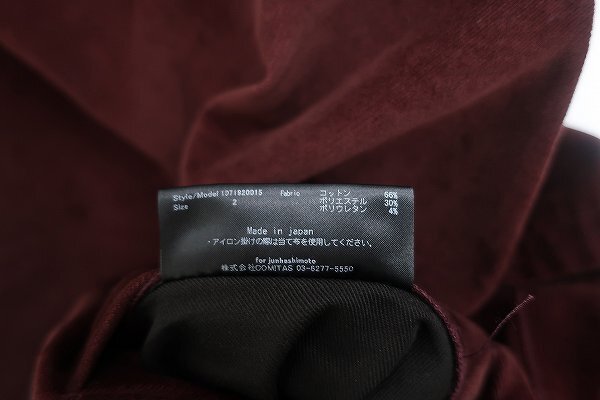 Style/Model 1071920015 Fabric コットン 66%
ポリエステル 30%
Size 2 ポリウレタン 4%
Made in japan
・アイロン掛けの際は当て布を使用してください。
for junhashimoto
株式会社COMITAS 03-6277-5550